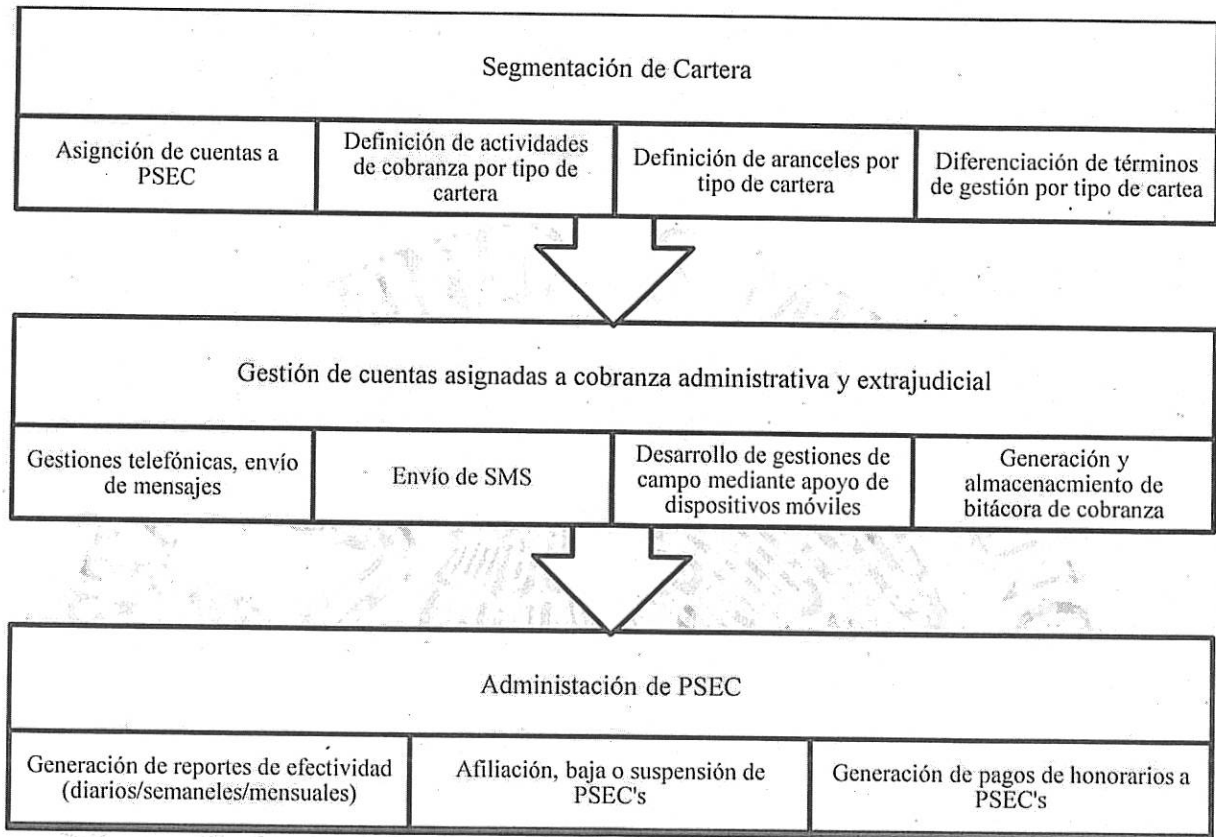 Segmentación de Cartera
Asignción de cuentas a
PSEC
Definición de actividades
de cobranza por tipo de
cartera
Definición de aranceles por
tipo de cartera
Diferenciación de términos
de gestión por tipo de cartea
Gestión de cuentas asignadas a cobranza administrativa y extrajudicial
Gestiones telefónicas, envío
de mensajes
Envío de SMS
Desarrollo de gestiones de
campo mediante apoyo de
dispositivos móviles
Generación y
almacenacmiento de
bitácora de cobranza
Administación de PSEC
Generación de reportes de efectividad
(diarios/semaneles/mensuales)
Afiliación, baja o suspensión de
PSEC's
Generación de pagos de honorarios a
PSEC's